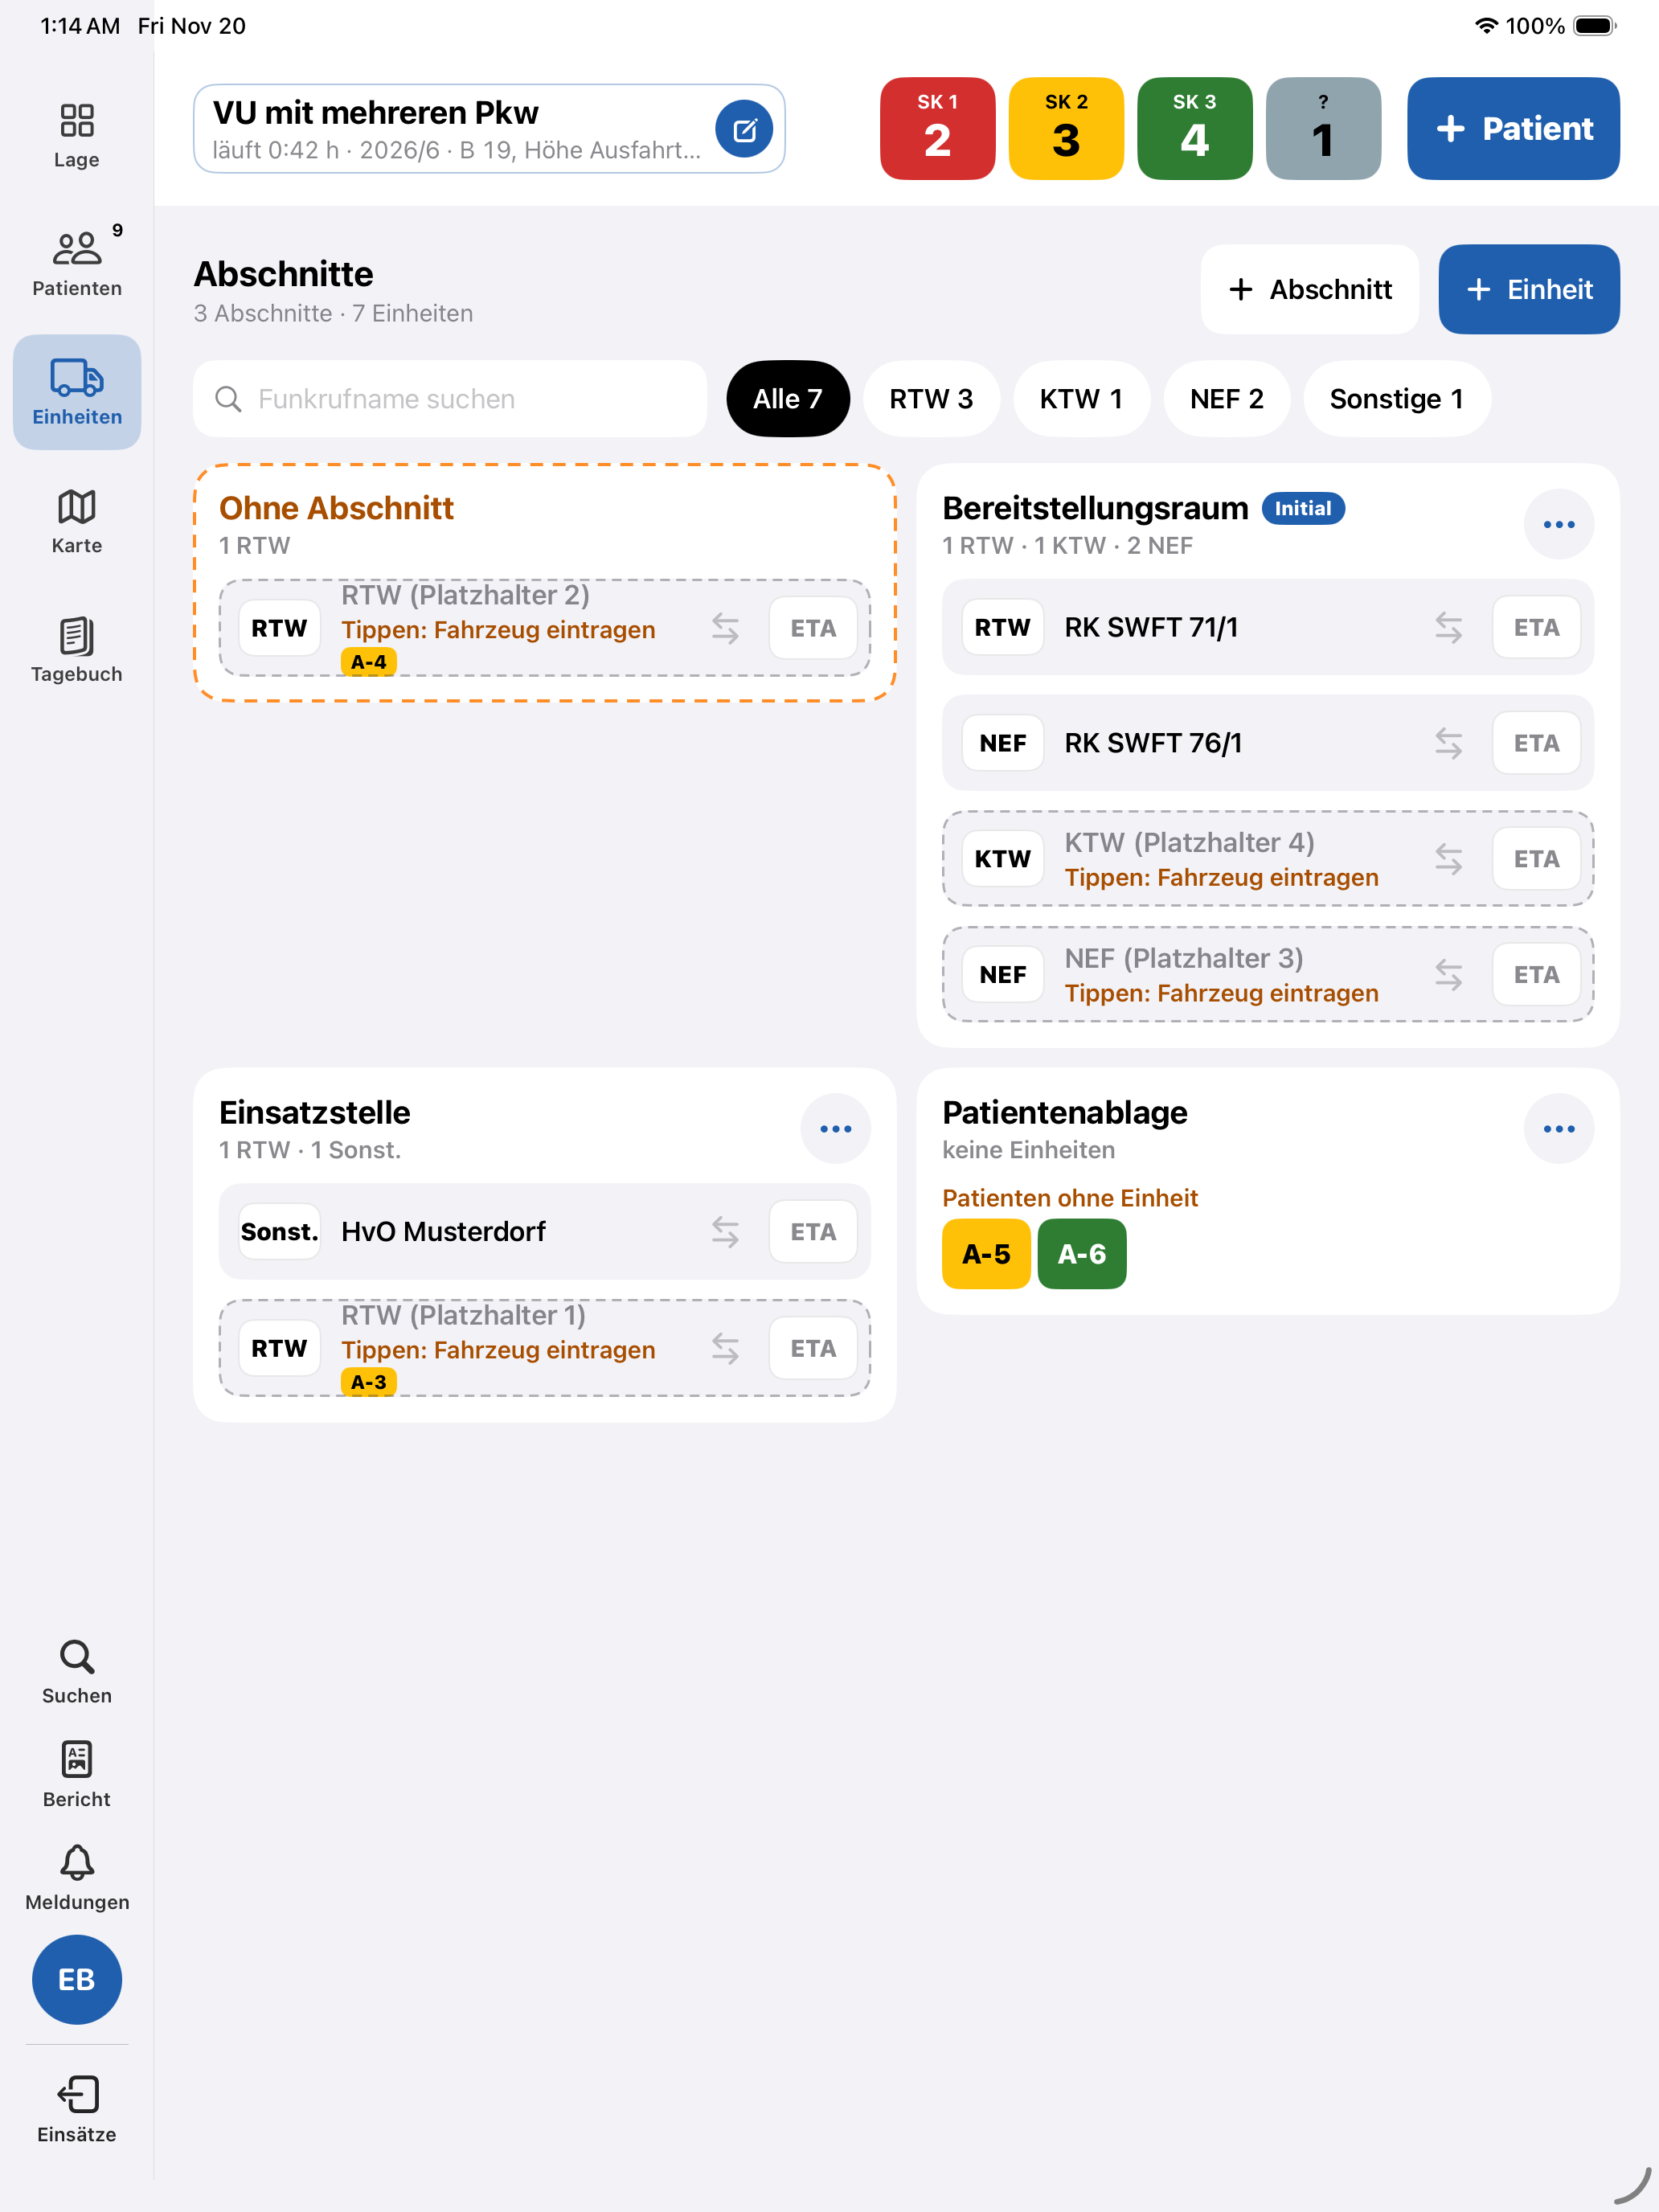 1:14 AM Fri Nov 20
100%
Lage
9
Patienten
Einheiten
Karte
Tagebuch
Suchen
Bericht
Meldungen
EB
Einsätze
VU mit mehreren Pkw
läuft 0:42 h · 2026/6 · B 19, Höhe Ausfahrt...
SK 1
2
SK 2
3
SK 3
4
?
1
+ Patient
Abschnitte
3 Abschnitte · 7 Einheiten
+ Abschnitt
+ Einheit
Funkrufname suchen
Alle 7
RTW 3
KTW 1
NEF 2
Sonstige 1
Ohne Abschnitt
1 RTW
RTW
RTW (Platzhalter 2)
Tippen: Fahrzeug eintragen
A-4
ETA
Bereitstellungsraum Initial
1 RTW · 1 KTW · 2 NEF
RTW RK SWFT 71/1 ETA
NEF RK SWFT 76/1 ETA
KTW
KTW (Platzhalter 4)
Tippen: Fahrzeug eintragen
ETA
NEF
NEF (Platzhalter 3)
Tippen: Fahrzeug eintragen
ETA
Einsatzstelle
1 RTW · 1 Sonst.
Sonst. HvO Musterdorf ETA
RTW
RTW (Platzhalter 1)
Tippen: Fahrzeug eintragen
A-3
ETA
Patientenablage
keine Einheiten
Patienten ohne Einheit
A-5 A-6